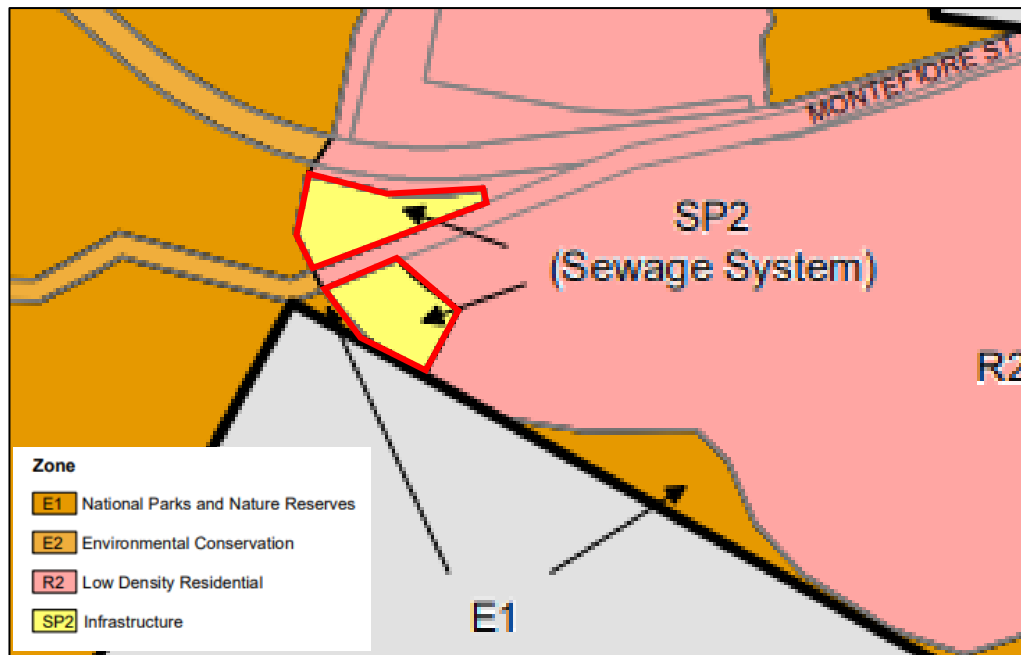 MONTEFIORE ST
SP2
(Sewage System)
R2
E1
Zone
E1 National Parks and Nature Reserves
E2 Environmental Conservation
R2 Low Density Residential
SP2 Infrastructure